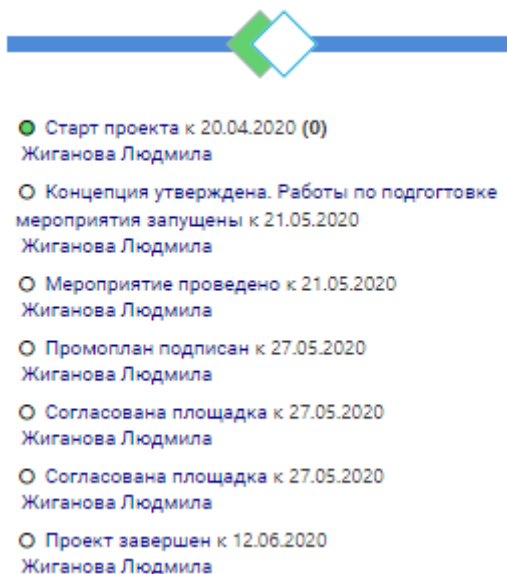 Старт проекта к 20.04.2020 (0)
Жиганова Людмила
Концепция утверждена. Работы по подгготовке
мероприятия запущены к 21.05.2020
Жиганова Людмила
Мероприятие проведено к 21.05.2020
Жиганова Людмила
Промоплан подписан к 27.05.2020
Жиганова Людмила
Согласована площадка к 27.05.2020
Жиганова Людмила
Согласована площадка к 27.05.2020
Жиганова Людмила
Проект завершен к 12.06.2020
Жиганова Людмила